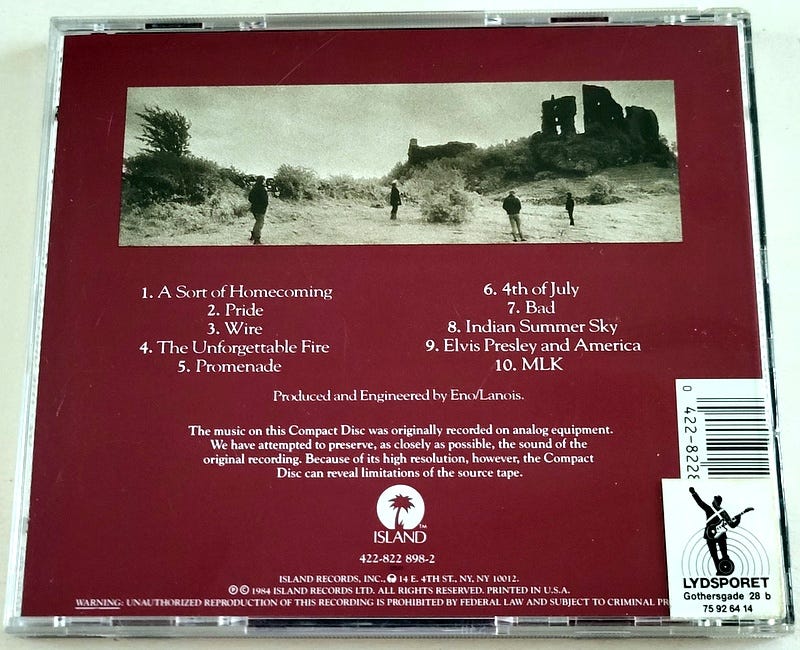 1. A Sort of Homecoming
2. Pride
3. Wire
4. The Unforgettable Fire
5. Promenade
6. 4th of July
7. Bad
8. Indian Summer Sky
9. Elvis Presley and America
10. MLK
Produced and Engineered by Eno/Lanois.
The music on this Compact Disc was originally recorded on analog equipment.
We have attempted to preserve, as closely as possible, the sound of the
original recording. Because of its high resolution, however, the Compact
Disc can reveal limitations of the source tape.
ISLAND™
422-822 898-2
ISLAND RECORDS, INC., 14 E. 4TH ST., NY, NY 10012.
℗ © 1984 ISLAND RECORDS LTD. ALL RIGHTS RESERVED. PRINTED IN U.S.A.
WARNING: UNAUTHORIZED REPRODUCTION OF THIS RECORDING IS PROHIBITED BY FEDERAL LAW AND SUBJECT TO CRIMINAL
0 422-8228
LYDSPORET
Gothersgade 28 b
75 92 64 14